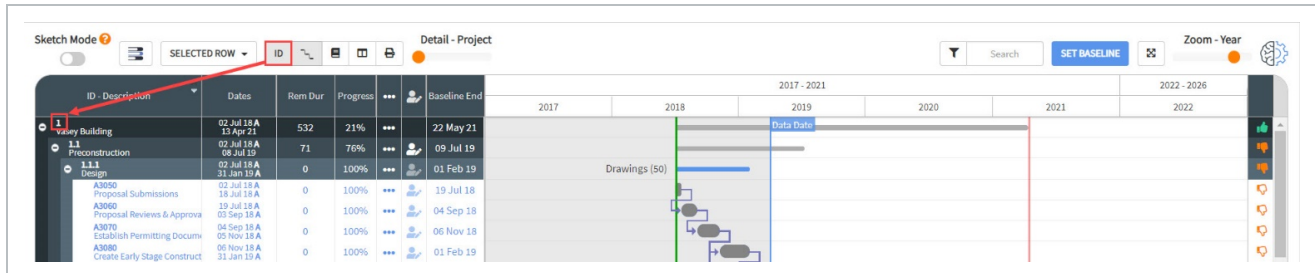 Sketch Mode ?
SELECTED ROW
ID
Detail - Project
Search
SET BASELINE
Zoom - Year
ID - Description
Dates
Rem Dur
Progress
Baseline End
2017 - 2021
2022 - 2026
2017
2018
2019
2020
2021
2022
1
Vasey Building
02 Jul 18 A
13 Apr 21
532
21%
22 May 21
Data Date
1.1
Preconstruction
02 Jul 18 A
08 Jul 19
71
76%
09 Jul 19
1.1.1
Design
02 Jul 18 A
31 Jan 19 A
0
100%
01 Feb 19
Drawings (50)
A3050
Proposal Submissions
02 Jul 18 A
18 Jul 18 A
0
100%
19 Jul 18
A3060
Proposal Reviews & Approva
19 Jul 18 A
03 Sep 18 A
0
100%
04 Sep 18
A3070
Establish Permitting Docum
04 Sep 18 A
05 Nov 18 A
0
100%
06 Nov 18
A3080
Create Early Stage Construct
06 Nov 18 A
31 Jan 19 A
0
100%
01 Feb 19